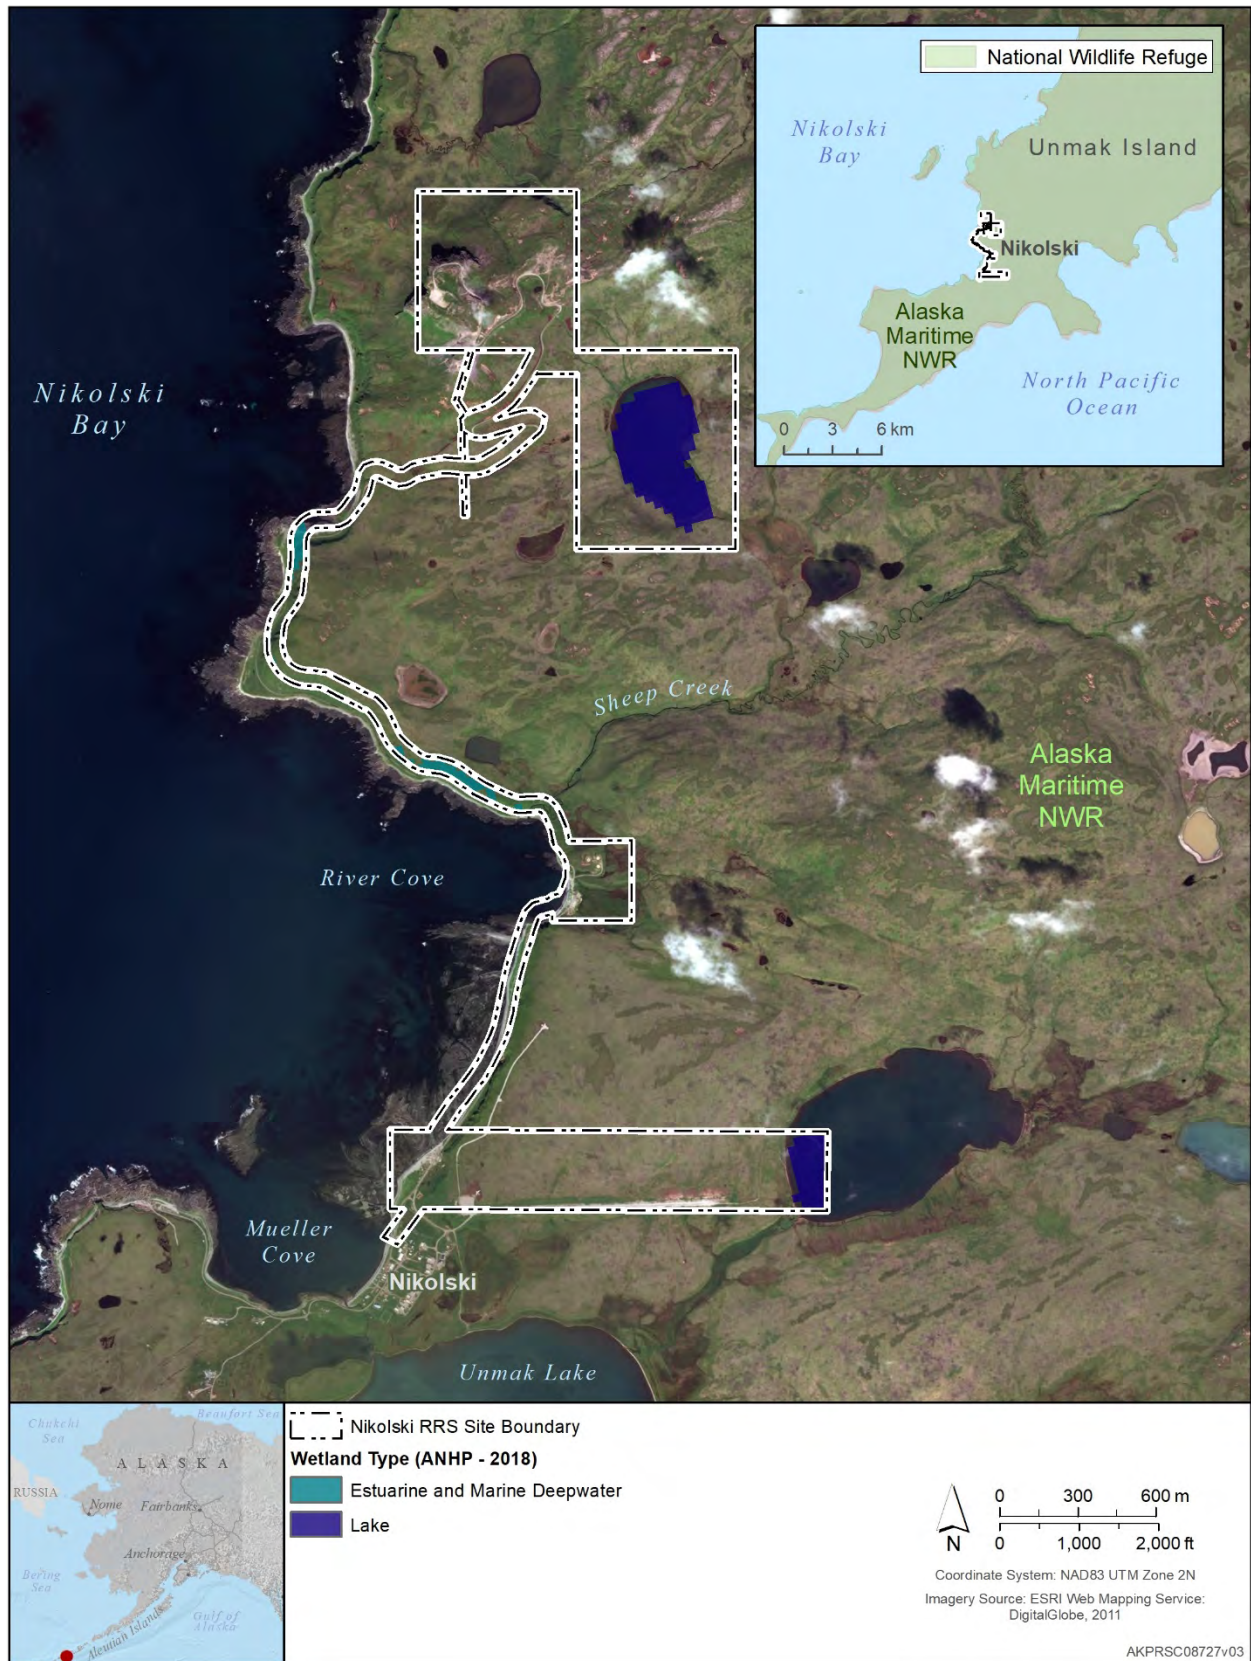 National Wildlife Refuge
Nikolski
Bay
Unmak Island
Nikolski
Alaska
Maritime
NWR
North Pacific
Ocean
0 3 6 km
Nikolski
Bay
Sheep Creek
Alaska
Maritime
NWR
River Cove
Mueller
Cove
Nikolski
Unmak Lake
Chukchi
Sea
Beaufort Sea
ALASKA
RUSSIA
Nome
Fairbanks
Anchorage
Bering
Sea
Gulf of
Alaska
Aleutian Islands
Nikolski RRS Site Boundary
Wetland Type (ANHP - 2018)
Estuarine and Marine Deepwater
Lake
N
0 300 600 m
0 1,000 2,000 ft
Coordinate System: NAD83 UTM Zone 2N
Imagery Source: ESRI Web Mapping Service:
DigitalGlobe, 2011
AKPRSC08727v03